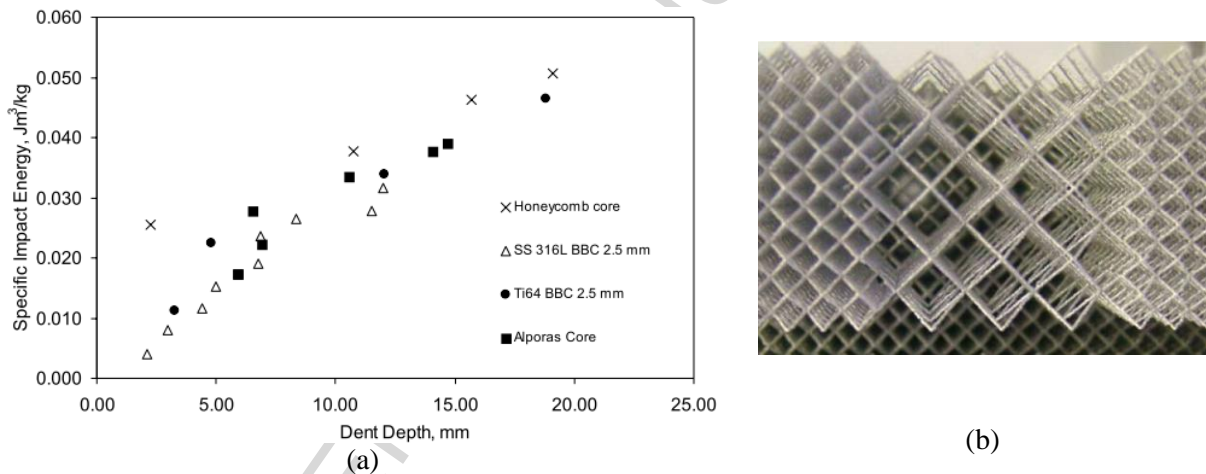 0.060
0.050
0.040
0.030
0.020
0.010
0.000
Specific Impact Energy, Jm³/kg
Honeycomb core
SS 316L BBC 2.5 mm
Ti64 BBC 2.5 mm
Alporas Core
0.00 5.00 10.00 15.00 20.00 25.00
Dent Depth, mm
(a)
(b)